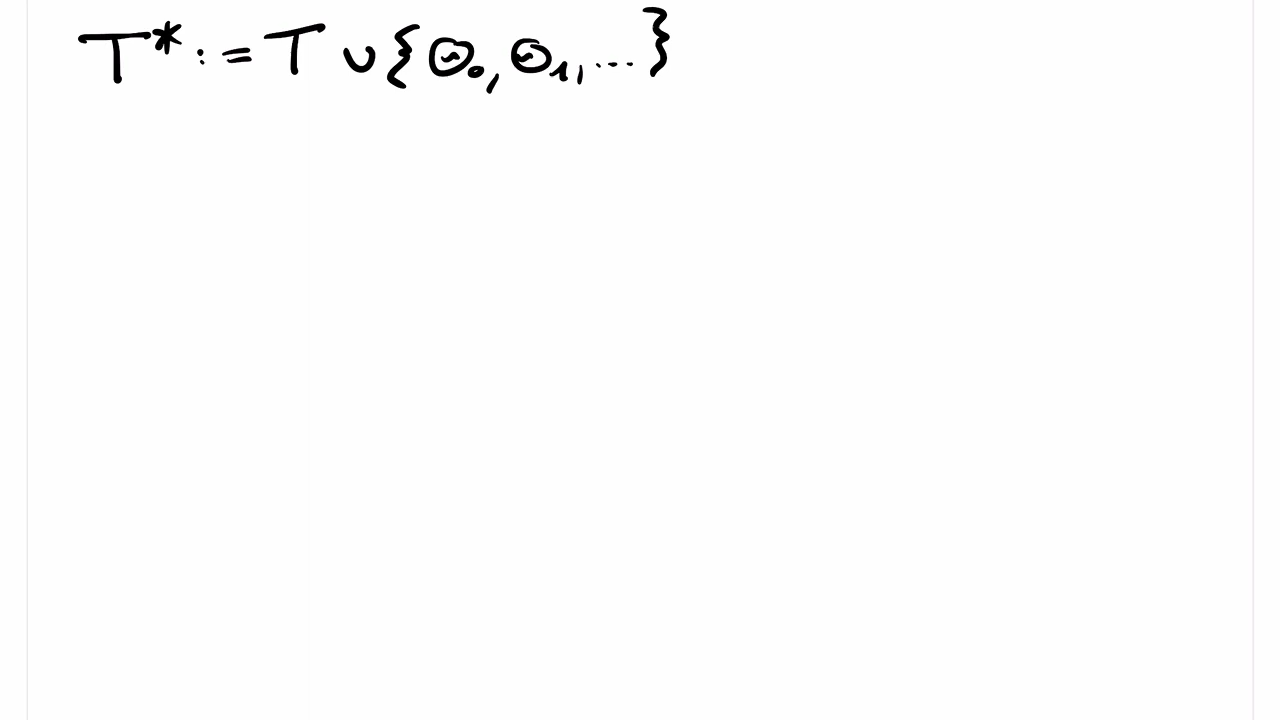 T* := T ∪ {Θ₀, Θ₁, ...}